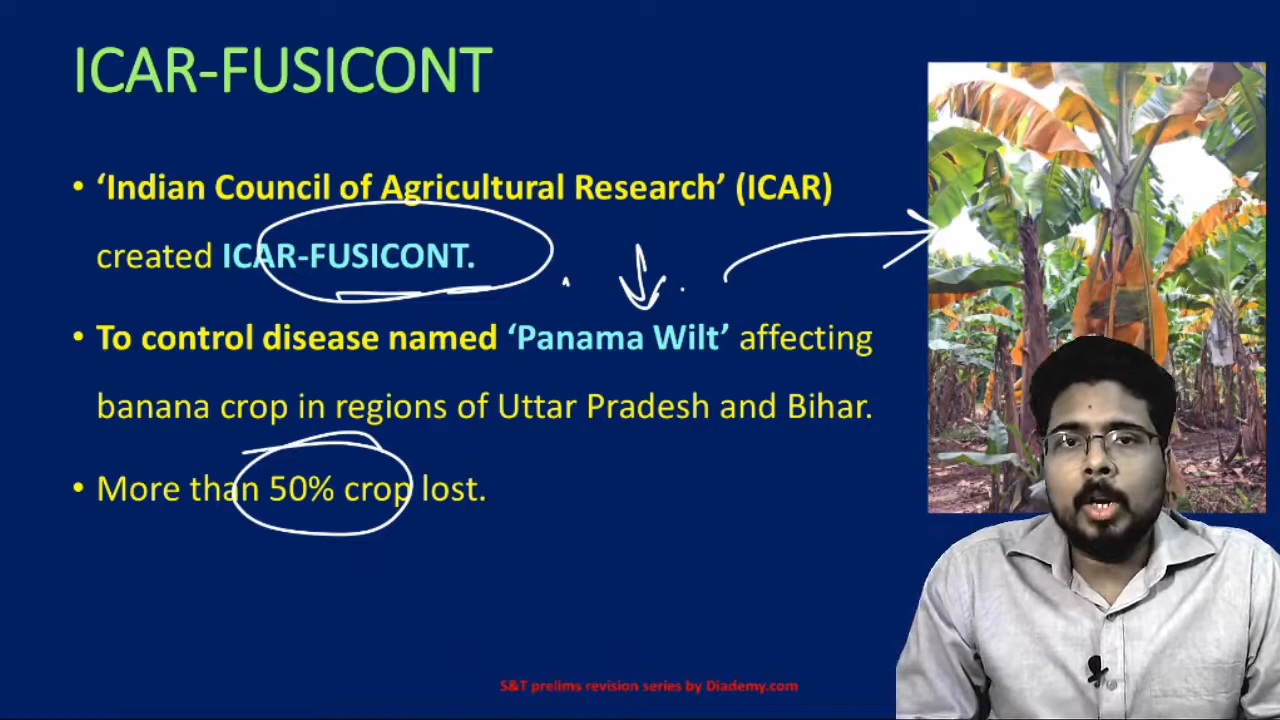 ICAR-FUSICONT
• ‘Indian Council of Agricultural Research’ (ICAR)
created ICAR-FUSICONT.
• To control disease named ‘Panama Wilt’ affecting
banana crop in regions of Uttar Pradesh and Bihar.
• More than 50% crop lost.
S&T prelims revision series by Diademy.com